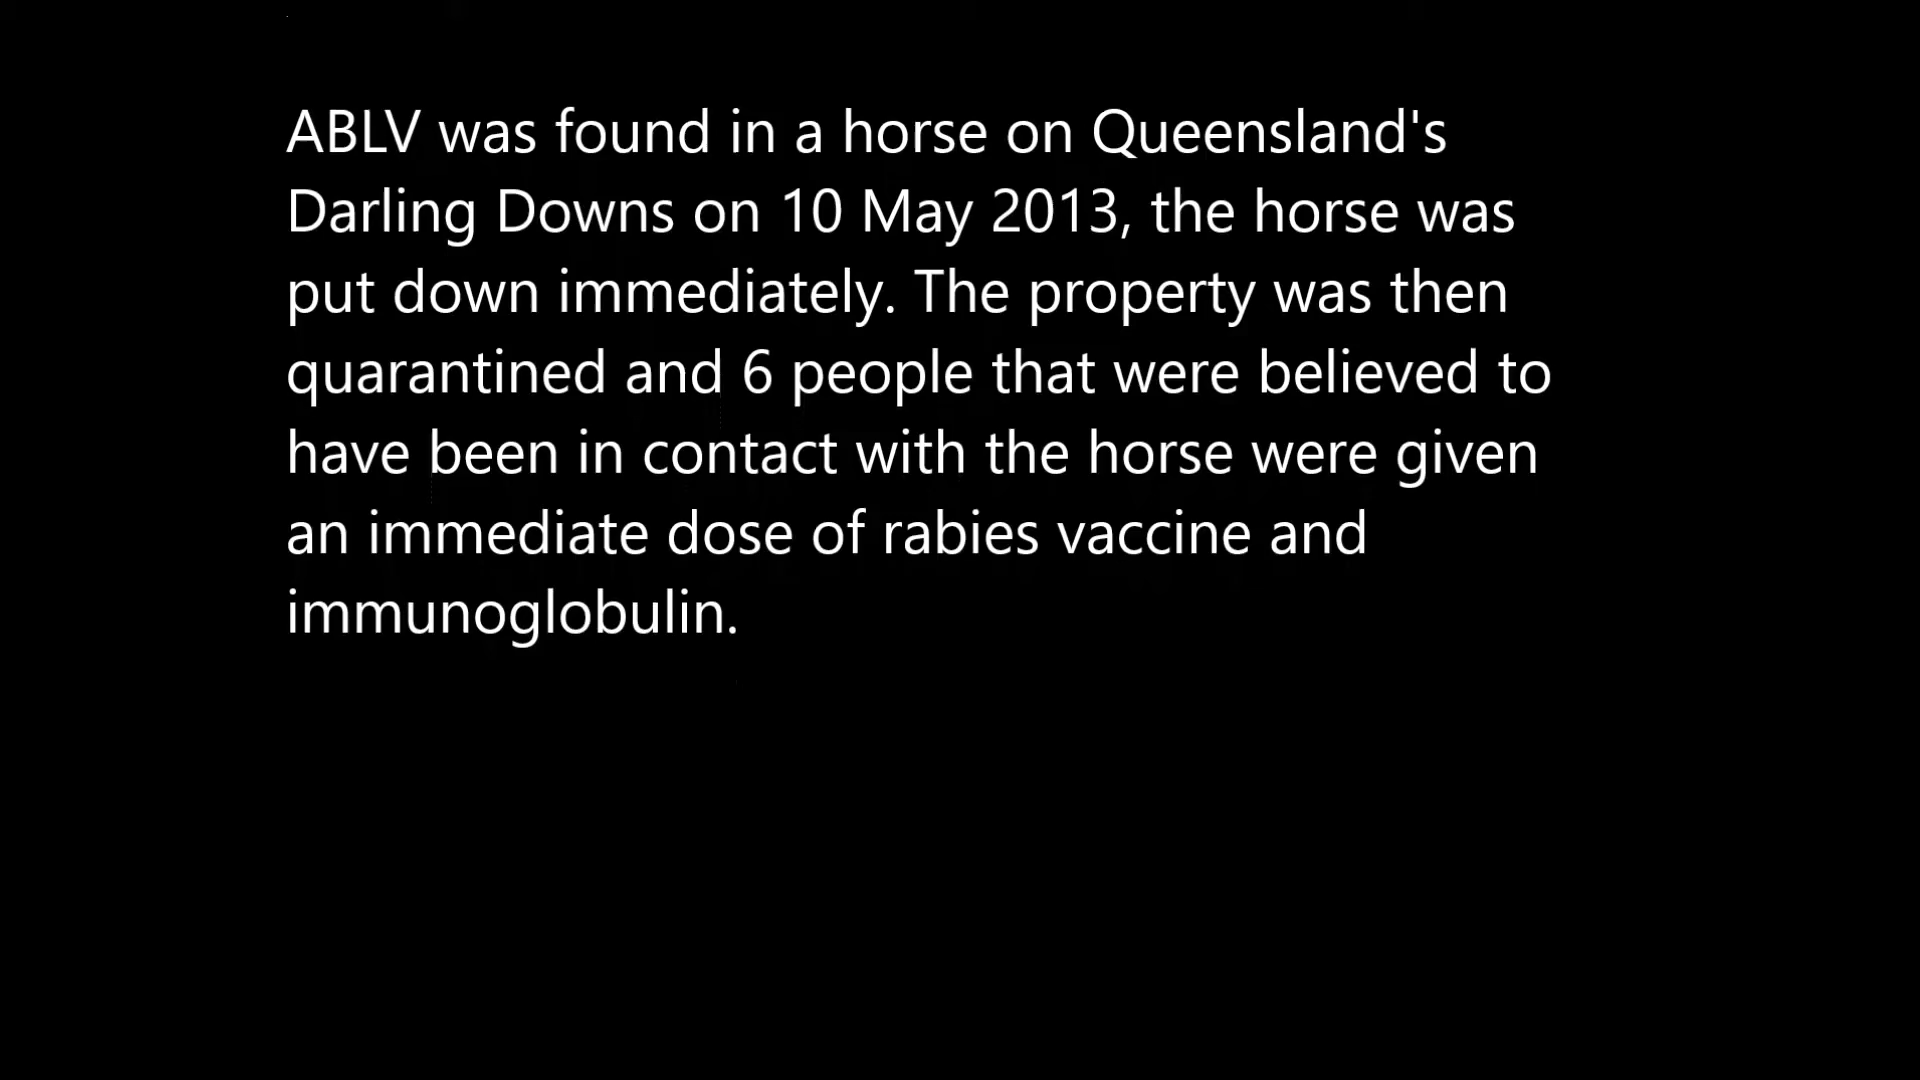 ABLV was found in a horse on Queensland's
Darling Downs on 10 May 2013, the horse was
put down immediately. The property was then
quarantined and 6 people that were believed to
have been in contact with the horse were given
an immediate dose of rabies vaccine and
immunoglobulin.